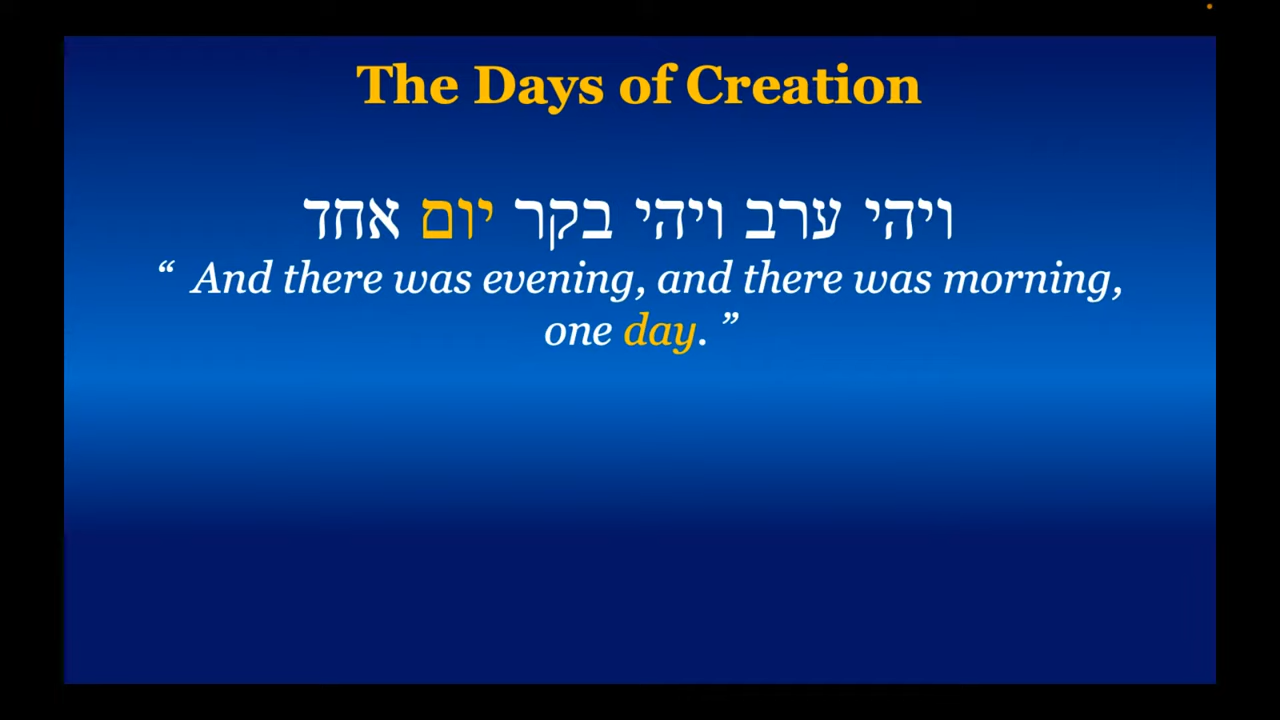 The Days of Creation
ויהי ערב ויהי בקר יום אחד
“ And there was evening, and there was morning,
one day. ”